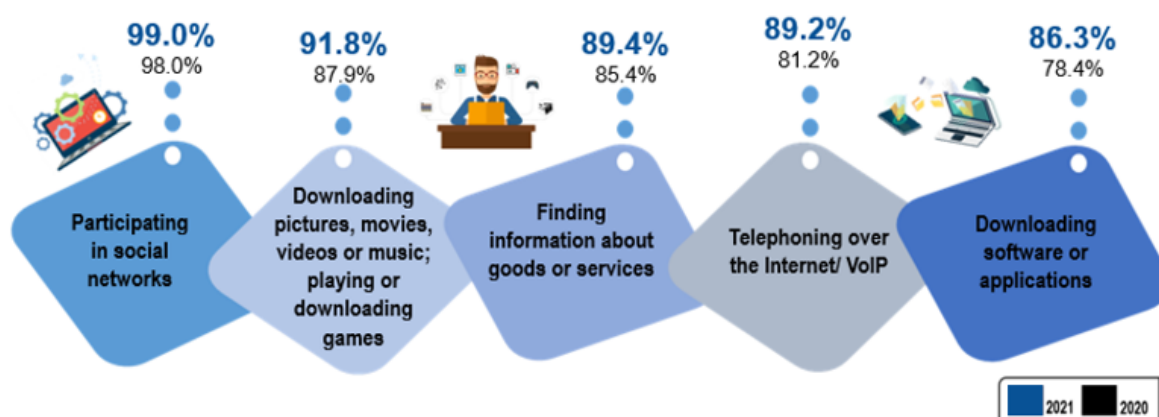 99.0%
98.0%
91.8%
87.9%
89.4%
85.4%
89.2%
81.2%
86.3%
78.4%
Participating
in social
networks
Downloading
pictures, movies,
videos or music;
playing or
downloading
games
Finding
information about
goods or services
Telephoning over
the Internet/ VoIP
Downloading
software or
applications
2021 2020